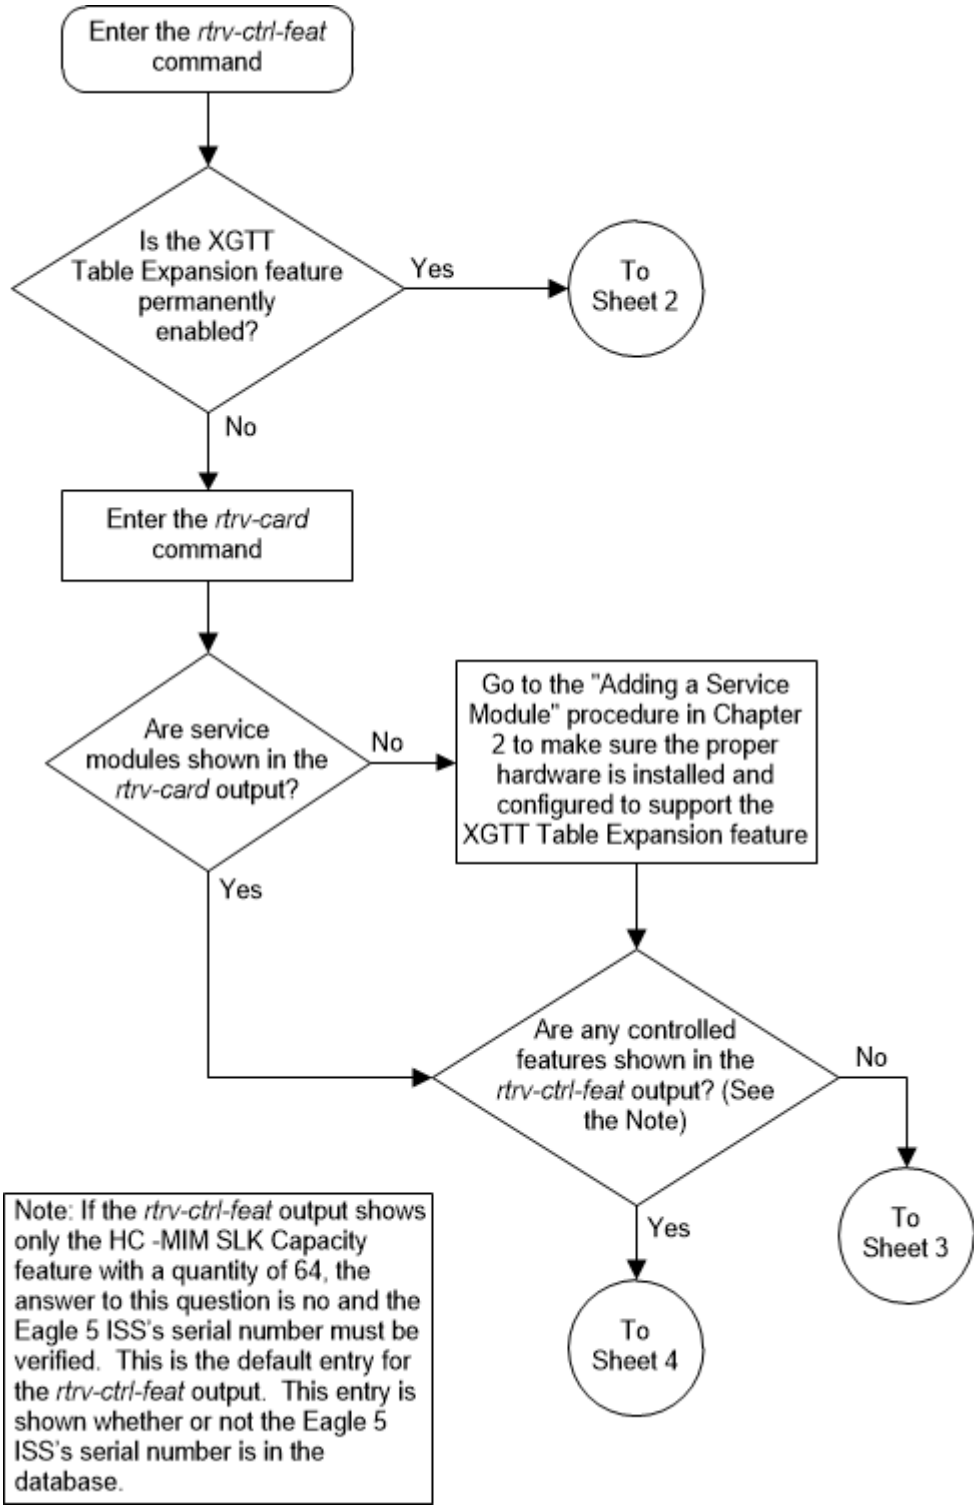 Enter the rtrv-ctrl-feat
command
Is the XGTT
Table Expansion feature
permanently
enabled?
Yes
To
Sheet 2
No
Enter the rtrv-card
command
Are service
modules shown in the
rtrv-card output?
No
Go to the "Adding a Service
Module" procedure in Chapter
2 to make sure the proper
hardware is installed and
configured to support the
XGTT Table Expansion feature
Yes
Are any controlled
features shown in the
rtrv-ctrl-feat output? (See
the Note)
No
To
Sheet 3
Yes
To
Sheet 4
Note: If the rtrv-ctrl-feat output shows
only the HC -MIM SLK Capacity
feature with a quantity of 64, the
answer to this question is no and the
Eagle 5 ISS's serial number must be
verified.  This is the default entry for
the rtrv-ctrl-feat output.  This entry is
shown whether or not the Eagle 5
ISS's serial number is in the
database.